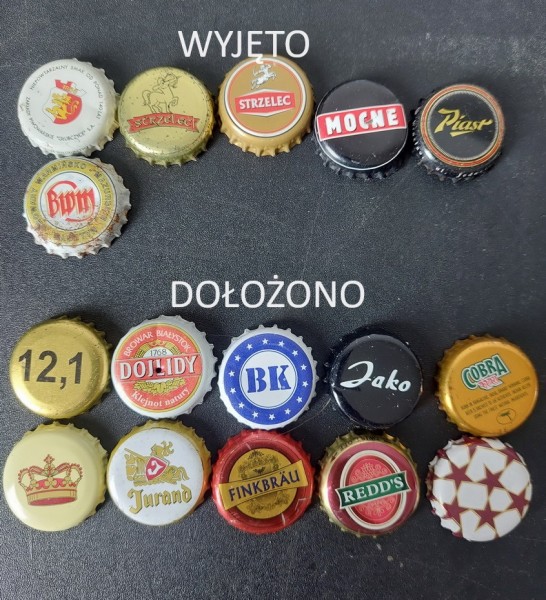 WYJĘTO
STRZELEC
STRZELEC
MOCNE
Piast
BWM
DOŁOŻONO
12,1
BROWAR BIAŁYSTOK
1768
DOJLIDY
Klejnot natury
BK
Jako
COBRA
Jurand
FINKBRÄU
REDD'S